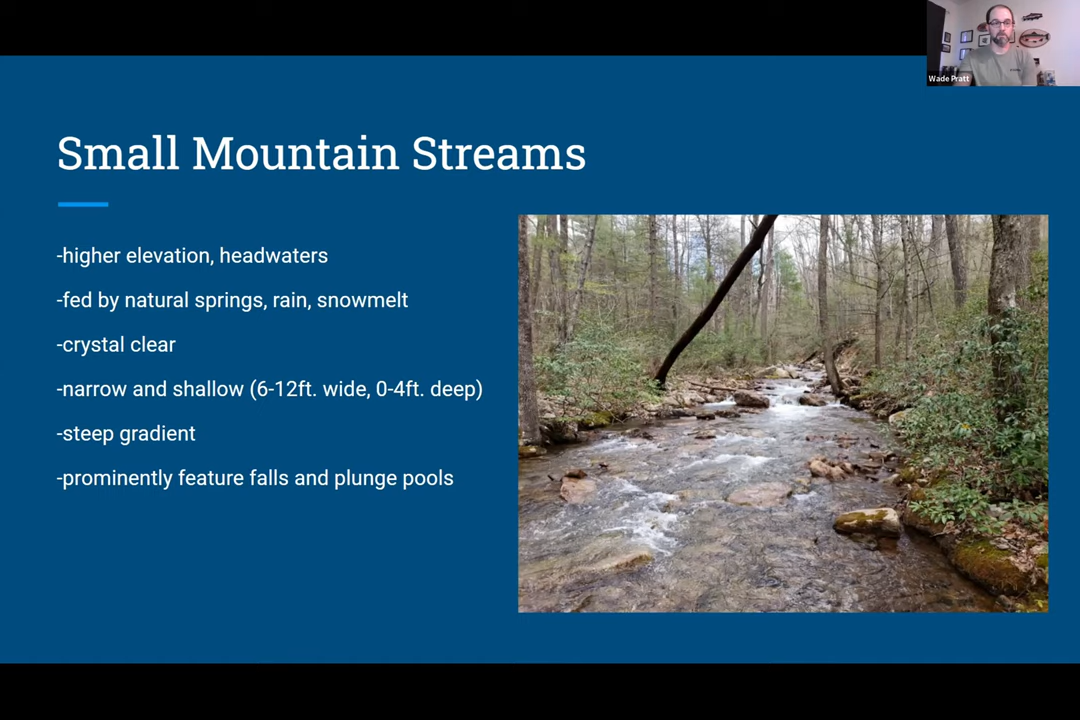 Wade Pratt
Small Mountain Streams
-higher elevation, headwaters
-fed by natural springs, rain, snowmelt
-crystal clear
-narrow and shallow (6-12ft. wide, 0-4ft. deep)
-steep gradient
-prominently feature falls and plunge pools